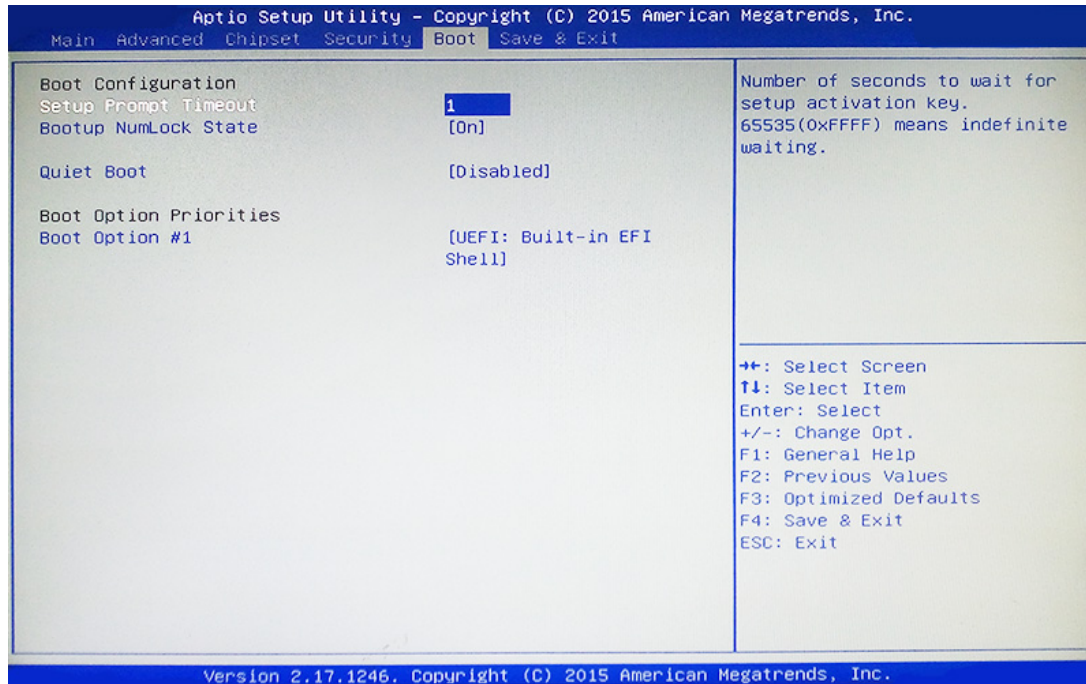 Aptio Setup Utility – Copyright (C) 2015 American Megatrends, Inc.
Main Advanced Chipset Security Boot Save & Exit
Boot Configuration
Setup Prompt Timeout 1
Bootup NumLock State [On]
Quiet Boot [Disabled]
Boot Option Priorities
Boot Option #1 [UEFI: Built-in EFI
Shell]
Number of seconds to wait for
setup activation key.
65535(0xFFFF) means indefinite
waiting.
→←: Select Screen
↑↓: Select Item
Enter: Select
+/-: Change Opt.
F1: General Help
F2: Previous Values
F3: Optimized Defaults
F4: Save & Exit
ESC: Exit
Version 2.17.1246. Copyright (C) 2015 American Megatrends, Inc.